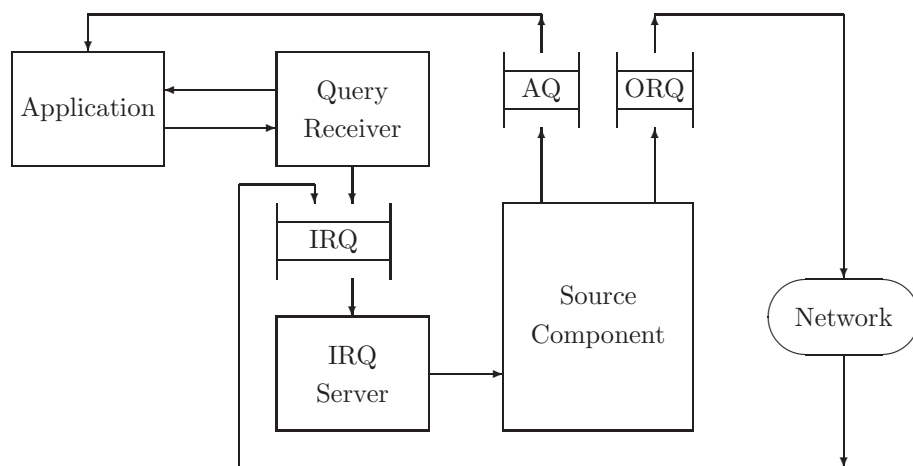 Application
Query
Receiver
AQ
ORQ
IRQ
IRQ
Server
Source
Component
Network